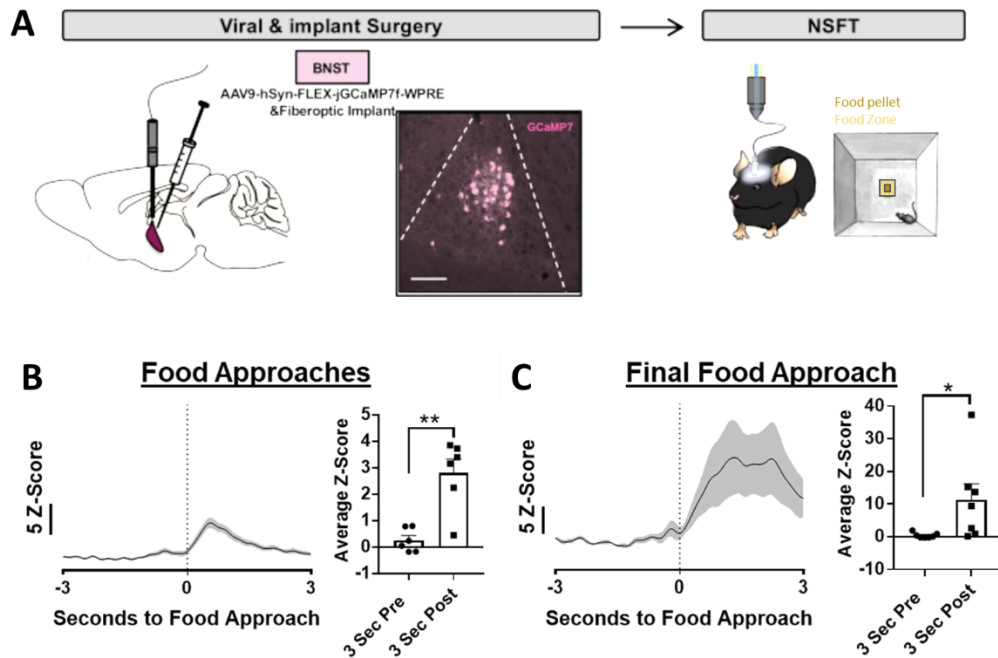 A
Viral & implant Surgery
NSFT
BNST
AAV9-hSyn-FLEX-jGCaMP7f-WPRE
&Fiberoptic Implant
GCaMP7
Food pellet
Food Zone
B
Food Approaches
5 Z-Score
-3
0
3
Seconds to Food Approach
Average Z-Score
5
4
3
2
1
0
-1
**
3 Sec Pre
3 Sec Post
C
Final Food Approach
5 Z-Score
-3
0
3
Seconds to Food Approach
Average Z-Score
40
30
20
10
0
-10
*
3 Sec Pre
3 Sec Post